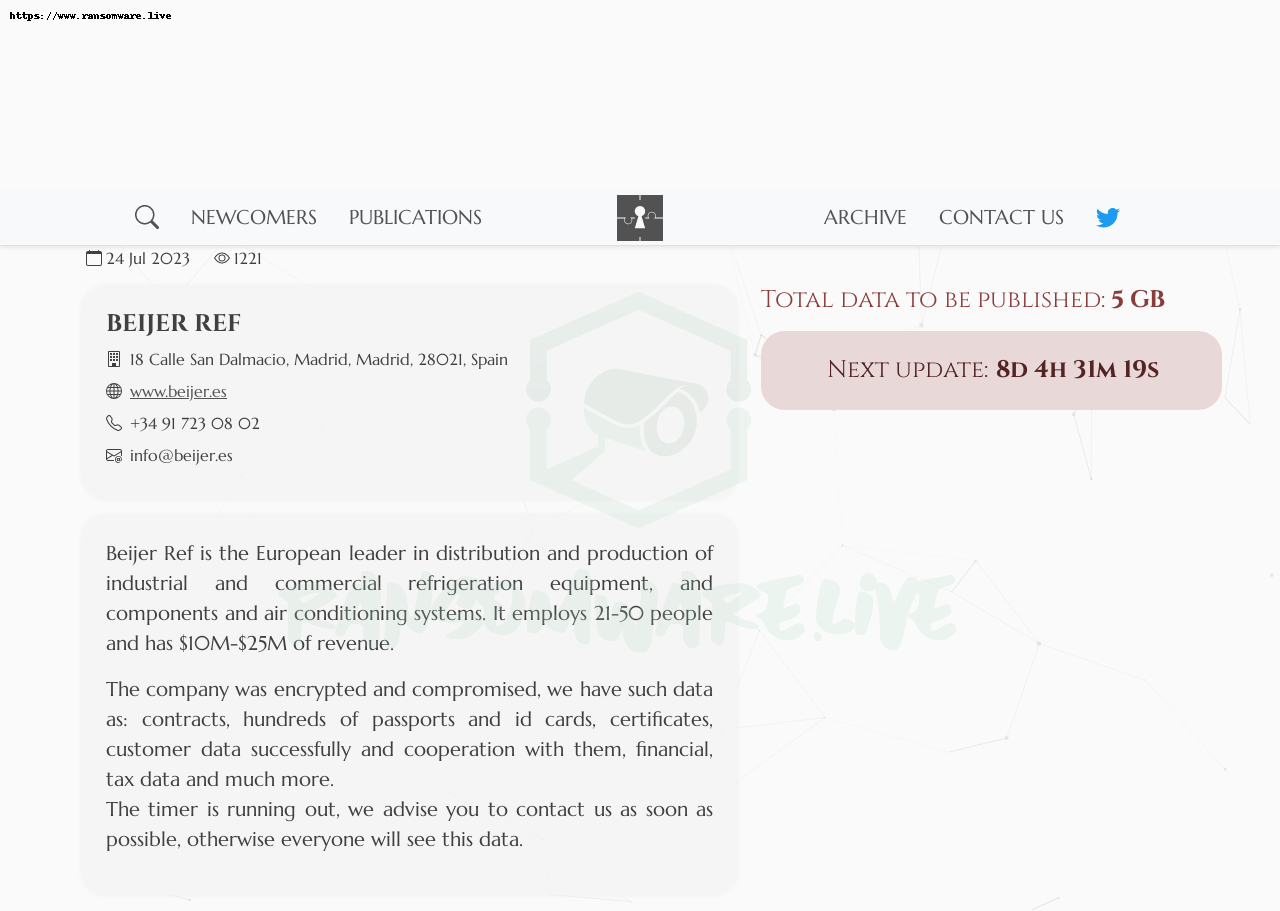 https://www.ransomware.live
NEWCOMERS PUBLICATIONS ARCHIVE CONTACT US
24 Jul 2023 1221
BEIJER REF
18 Calle San Dalmacio, Madrid, Madrid, 28021, Spain
www.beijer.es
+34 91 723 08 02
info@beijer.es
Total data to be published: 5 GB
Next update: 8D 4H 31M 19S
Beijer Ref is the European leader in distribution and production of
industrial and commercial refrigeration equipment, and
components and air conditioning systems. It employs 21-50 people
and has $10M-$25M of revenue.
The company was encrypted and compromised, we have such data
as: contracts, hundreds of passports and id cards, certificates,
customer data successfully and cooperation with them, financial,
tax data and much more.
The timer is running out, we advise you to contact us as soon as
possible, otherwise everyone will see this data.
RANSOMWARE.LIVE